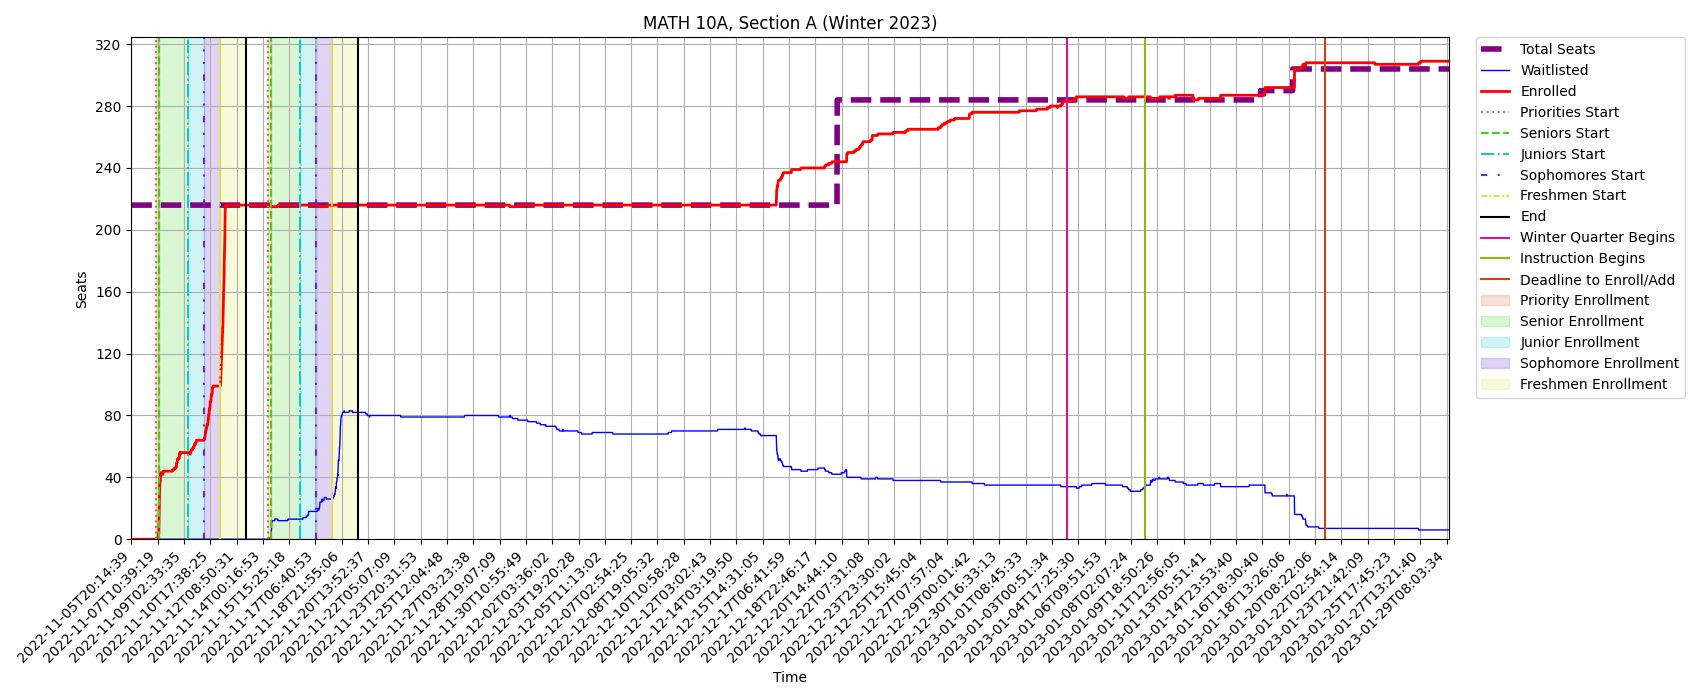 MATH 10A, Section A (Winter 2023)
Seats
320
280
240
200
160
120
80
40
0
2022-11-05T20:14:39
2022-11-07T10:39:19
2022-11-09T02:33:35
2022-11-10T17:38:25
2022-11-12T08:50:31
2022-11-14T00:16:53
2022-11-15T15:25:18
2022-11-17T06:40:53
2022-11-18T21:55:06
2022-11-20T13:52:37
2022-11-22T05:07:09
2022-11-23T20:31:53
2022-11-25T12:04:48
2022-11-27T03:23:38
2022-11-28T19:07:09
2022-11-30T10:55:49
2022-12-02T03:36:02
2022-12-03T19:20:28
2022-12-05T11:13:02
2022-12-07T02:54:25
2022-12-08T19:05:32
2022-12-10T10:58:28
2022-12-12T03:02:43
2022-12-14T03:19:50
2022-12-15T14:31:05
2022-12-17T06:41:59
2022-12-18T22:46:17
2022-12-20T14:44:10
2022-12-22T07:31:08
2022-12-23T23:30:02
2022-12-25T15:45:04
2022-12-27T07:57:04
2022-12-29T00:01:42
2022-12-30T16:33:13
2023-01-01T08:45:33
2023-01-03T00:51:34
2023-01-04T17:25:30
2023-01-06T09:51:53
2023-01-08T02:07:24
2023-01-09T18:50:26
2023-01-11T12:56:05
2023-01-13T05:51:41
2023-01-14T23:53:40
2023-01-16T18:30:40
2023-01-18T13:26:06
2023-01-20T08:22:06
2023-01-22T02:54:14
2023-01-23T21:42:09
2023-01-25T17:45:23
2023-01-27T13:21:40
2023-01-29T08:03:34
Time
Total Seats
Waitlisted
Enrolled
Priorities Start
Seniors Start
Juniors Start
Sophomores Start
Freshmen Start
End
Winter Quarter Begins
Instruction Begins
Deadline to Enroll/Add
Priority Enrollment
Senior Enrollment
Junior Enrollment
Sophomore Enrollment
Freshmen Enrollment